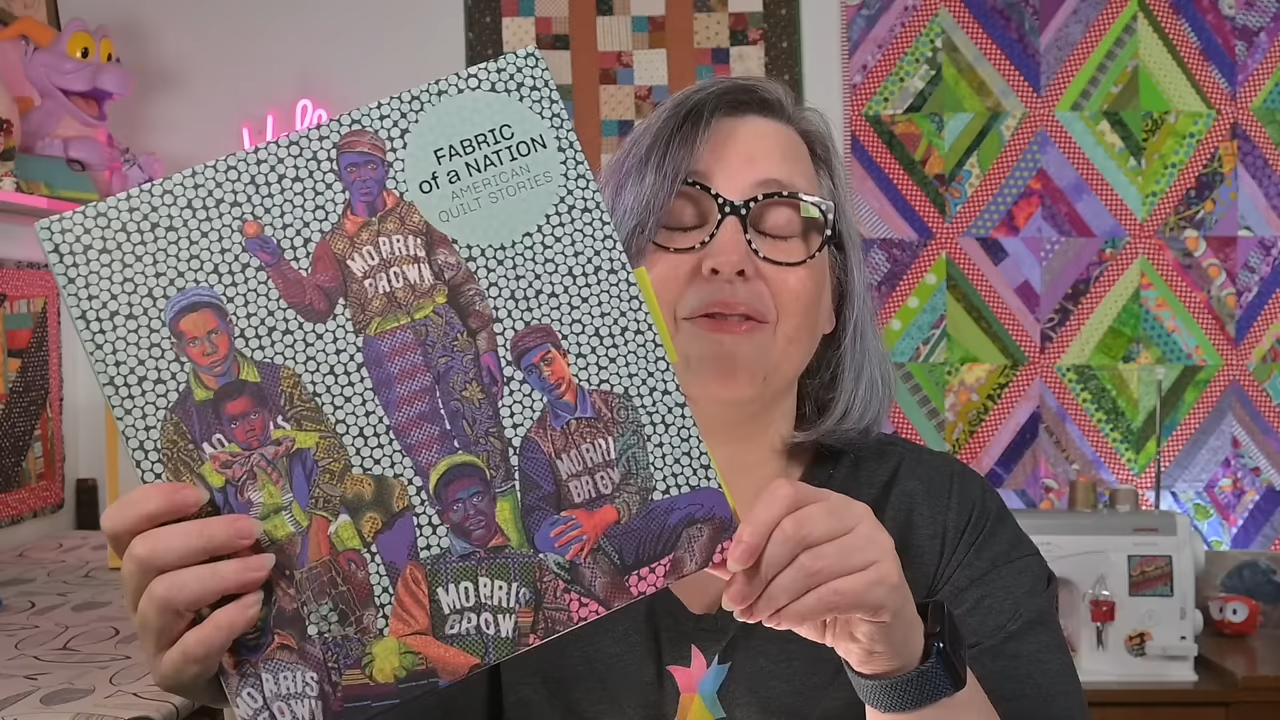 FABRIC
of a NATION
AMERICAN
QUILT STORIES
MORRIS
BROWN
MORRIS
BROWN
MORRIS
BROWN
MORRIS
BROWN